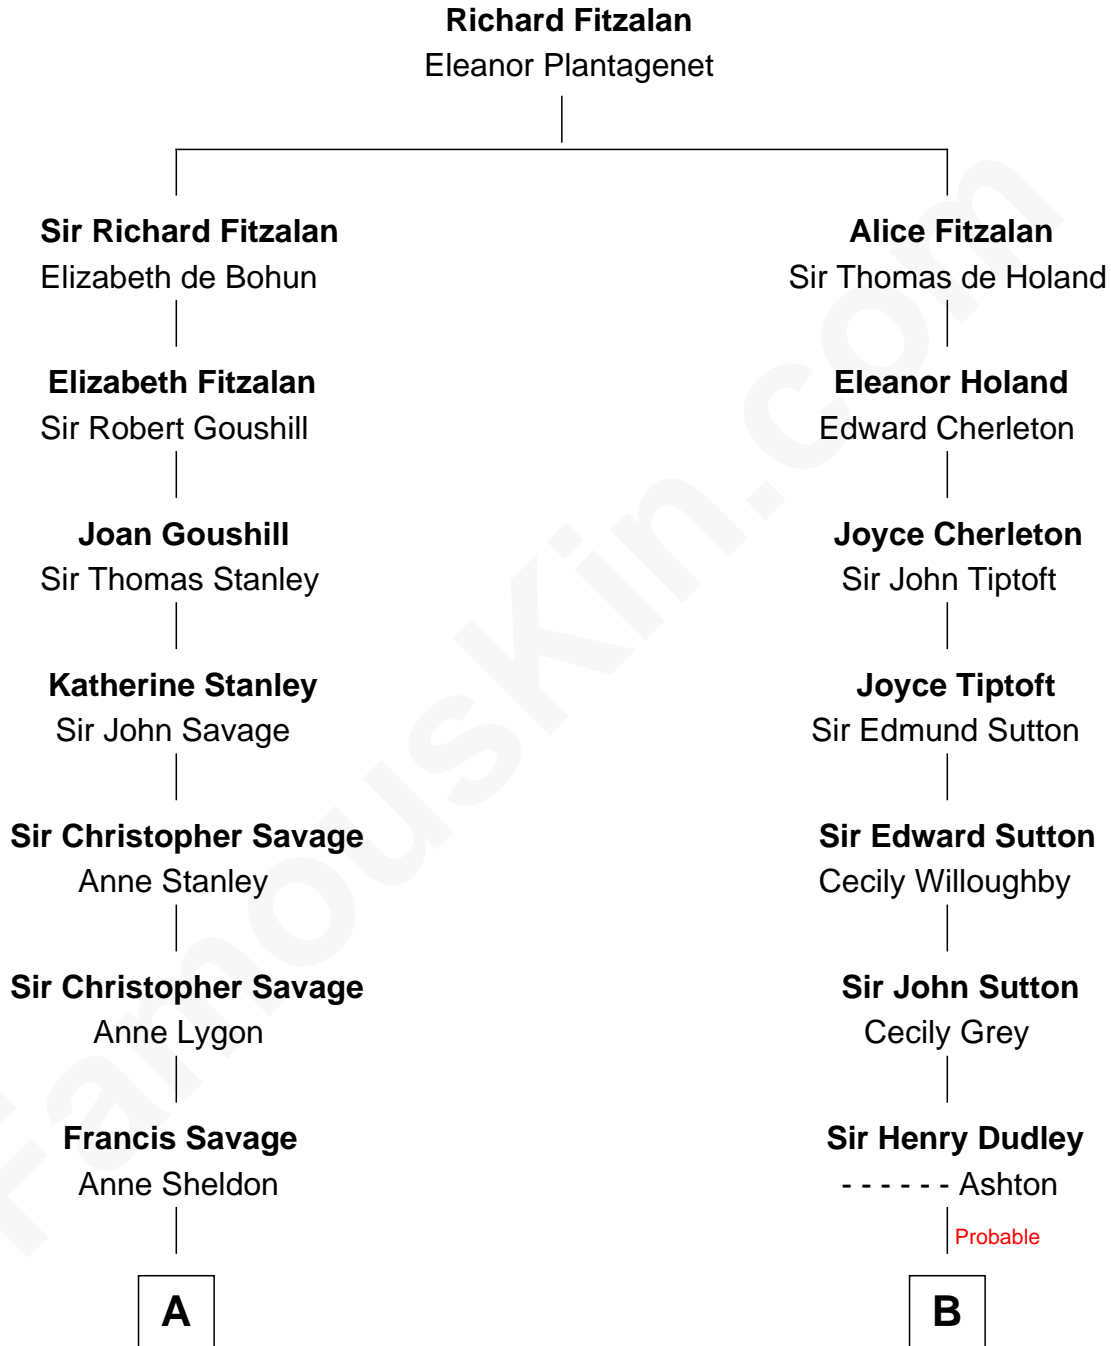 Richard Fitzalan
Eleanor Plantagenet
Sir Richard Fitzalan
Elizabeth de Bohun
Elizabeth Fitzalan
Sir Robert Goushill
Joan Goushill
Sir Thomas Stanley
Katherine Stanley
Sir John Savage
Sir Christopher Savage
Anne Stanley
Sir Christopher Savage
Anne Lygon
Francis Savage
Anne Sheldon
A
Alice Fitzalan
Sir Thomas de Holand
Eleanor Holand
Edward Cherleton
Joyce Cherleton
Sir John Tiptoft
Joyce Tiptoft
Sir Edmund Sutton
Sir Edward Sutton
Cecily Willoughby
Sir John Sutton
Cecily Grey
Sir Henry Dudley
- - - - - - Ashton
Probable
B
FamousKin.com